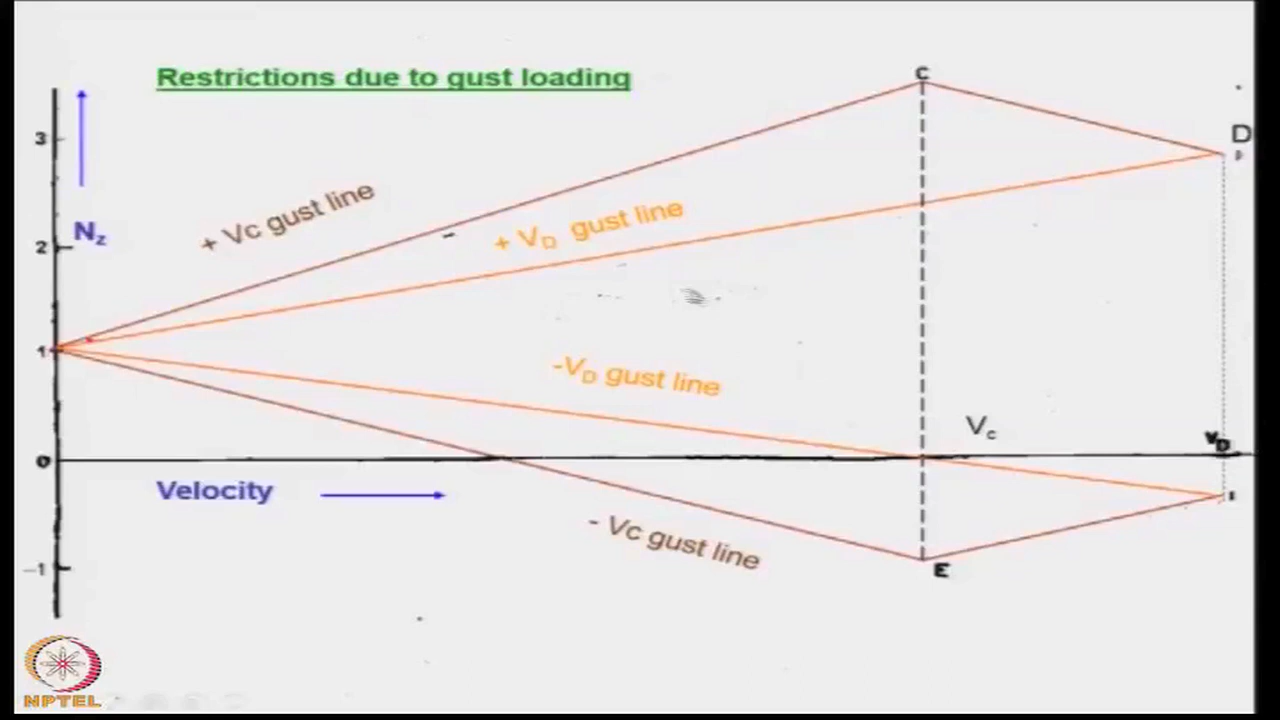 Restrictions due to gust loading
C
3
D
+ Vc gust line
+ VD gust line
Nz
2
1
-VD gust line
Vc
VD
0
Velocity
- Vc gust line
E
-1
NPTEL